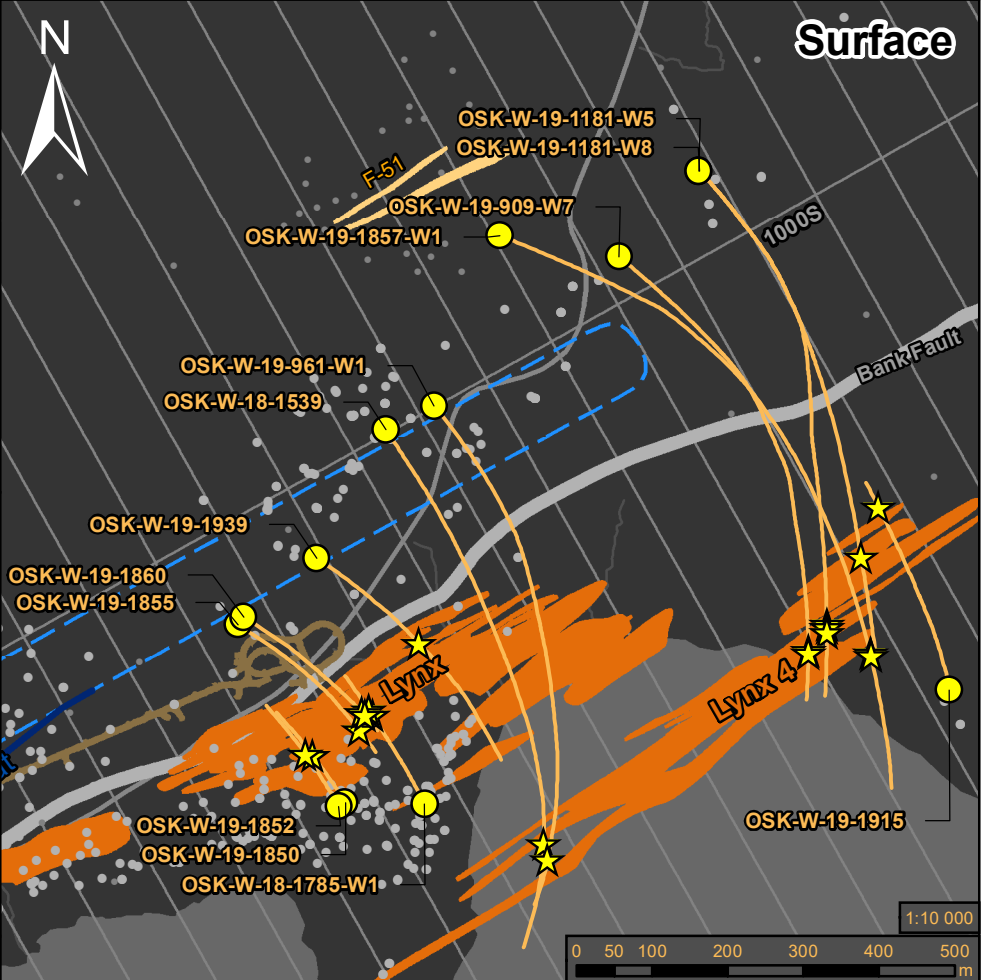 N
Surface
OSK-W-19-1181-W5
OSK-W-19-1181-W8
F-51
OSK-W-19-909-W7
OSK-W-19-1857-W1
1000S
Bank Fault
OSK-W-19-961-W1
OSK-W-18-1539
OSK-W-19-1939
OSK-W-19-1860
OSK-W-19-1855
Lynx
Lynx 4
OSK-W-19-1852
OSK-W-19-1850
OSK-W-18-1785-W1
OSK-W-19-1915
1:10 000
0 50 100 200 300 400 500
m